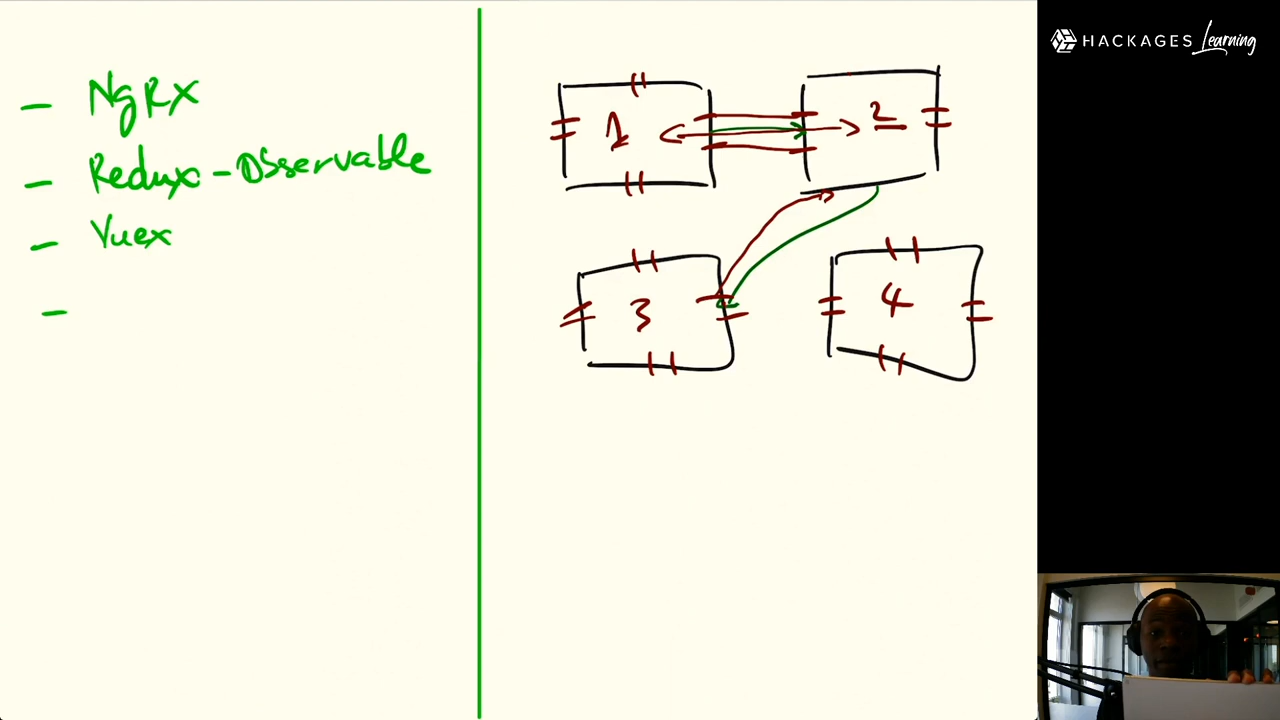 - NgRx
- Redux-Observable
- Vuex
-
1
2
3
4
HACKAGES Learning